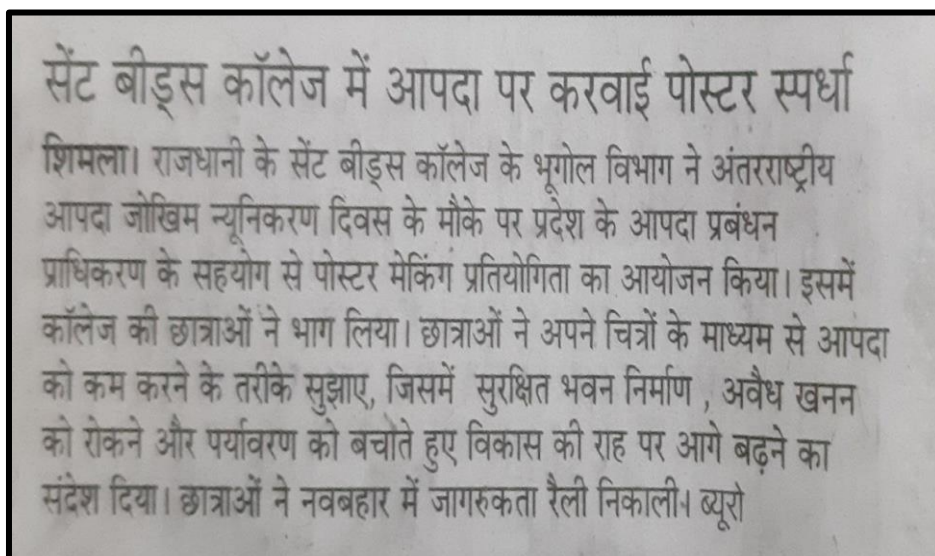 सेंट बीड्स कॉलेज में आपदा पर करवाई पोस्टर स्पर्धा
शिमला। राजधानी के सेंट बीड्स कॉलेज के भूगोल विभाग ने अंतरराष्ट्रीय
आपदा जोखिम न्यूनिकरण दिवस के मौके पर प्रदेश के आपदा प्रबंधन
प्राधिकरण के सहयोग से पोस्टर मेकिंग प्रतियोगिता का आयोजन किया। इसमें
कॉलेज की छात्राओं ने भाग लिया। छात्राओं ने अपने चित्रों के माध्यम से आपदा
को कम करने के तरीके सुझाए, जिसमें सुरक्षित भवन निर्माण , अवैध खनन
को रोकने और पर्यावरण को बचाते हुए विकास की राह पर आगे बढ़ने का
संदेश दिया। छात्राओं ने नवबहार में जागरुकता रैली निकाली। ब्यूरो